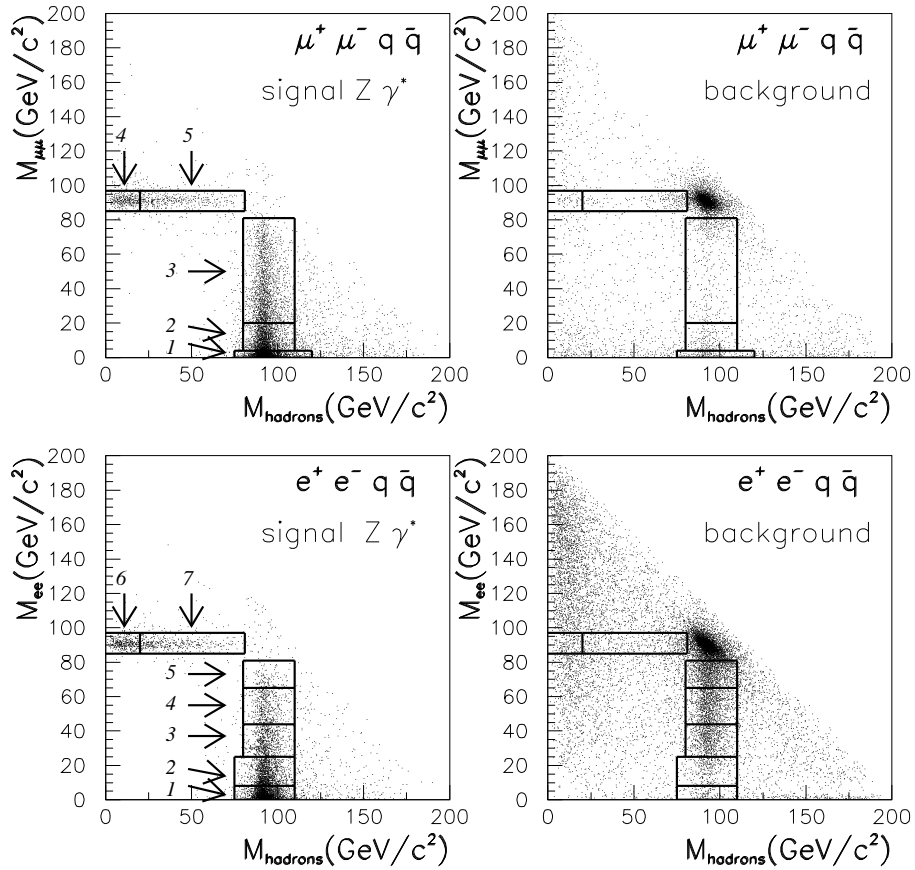 M_μμ(GeV/c²)
200
180
160
140
120
100
80
60
40
20
0
μ⁺ μ⁻ q q̄
signal Z γ*
4 5
3
2
1
0 50 100 150 200
M_hadrons(GeV/c²)
M_μμ(GeV/c²)
200
180
160
140
120
100
80
60
40
20
0
μ⁺ μ⁻ q q̄
background
0 50 100 150 200
M_hadrons(GeV/c²)
M_ee(GeV/c²)
200
180
160
140
120
100
80
60
40
20
0
e⁺ e⁻ q q̄
signal Z γ*
6 7
5
4
3
2
1
0 50 100 150 200
M_hadrons(GeV/c²)
M_ee(GeV/c²)
200
180
160
140
120
100
80
60
40
20
0
e⁺ e⁻ q q̄
background
0 50 100 150 200
M_hadrons(GeV/c²)